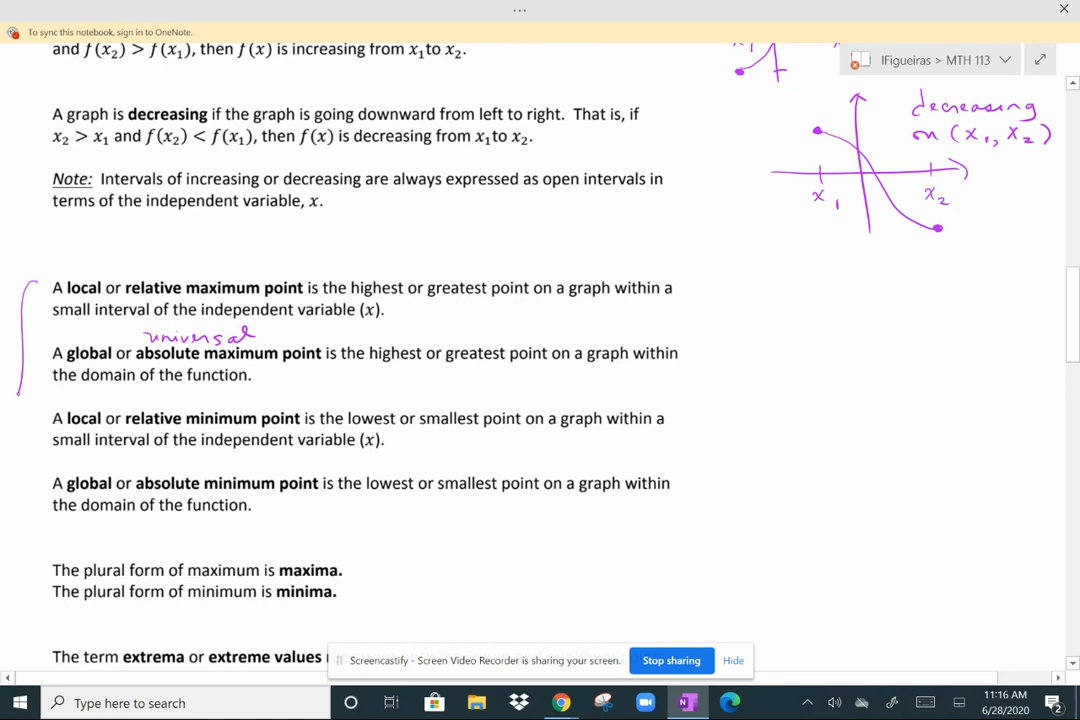 To sync this notebook, sign in to OneNote.
and f(x₂) > f(x₁), then f(x) is increasing from x₁to x₂.
IFigueiras > MTH 113
A graph is decreasing if the graph is going downward from left to right. That is, if
x₂ > x₁ and f(x₂) < f(x₁), then f(x) is decreasing from x₁to x₂.
decreasing
on (x₁, x₂)
x₁
x₂
Note: Intervals of increasing or decreasing are always expressed as open intervals in
terms of the independent variable, x.
A local or relative maximum point is the highest or greatest point on a graph within a
small interval of the independent variable (x).
universal
A global or absolute maximum point is the highest or greatest point on a graph within
the domain of the function.
A local or relative minimum point is the lowest or smallest point on a graph within a
small interval of the independent variable (x).
A global or absolute minimum point is the lowest or smallest point on a graph within
the domain of the function.
The plural form of maximum is maxima.
The plural form of minimum is minima.
The term extrema or extreme values
Screencastify - Screen Video Recorder is sharing your screen.
Stop sharing
Hide
Type here to search
11:16 AM
6/28/2020
2